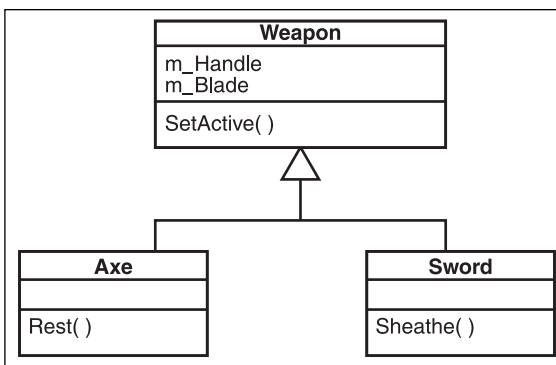 Weapon
m_Handle
m_Blade
SetActive( )
Axe
Rest( )
Sword
Sheathe( )